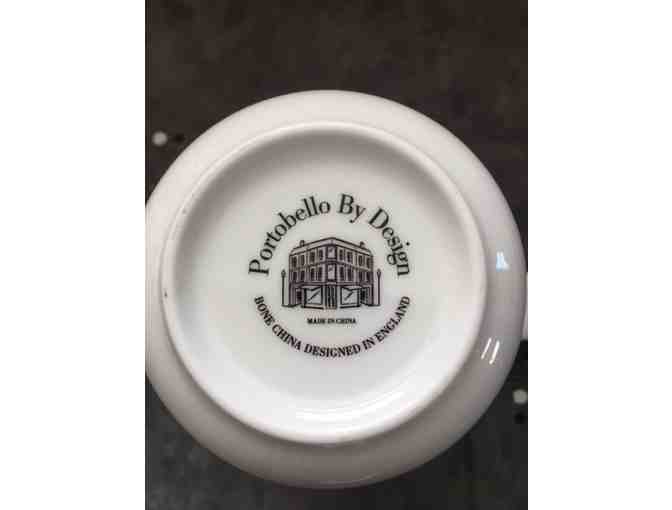 Portobello By Design
MADE IN CHINA
BONE CHINA DESIGNED IN ENGLAND